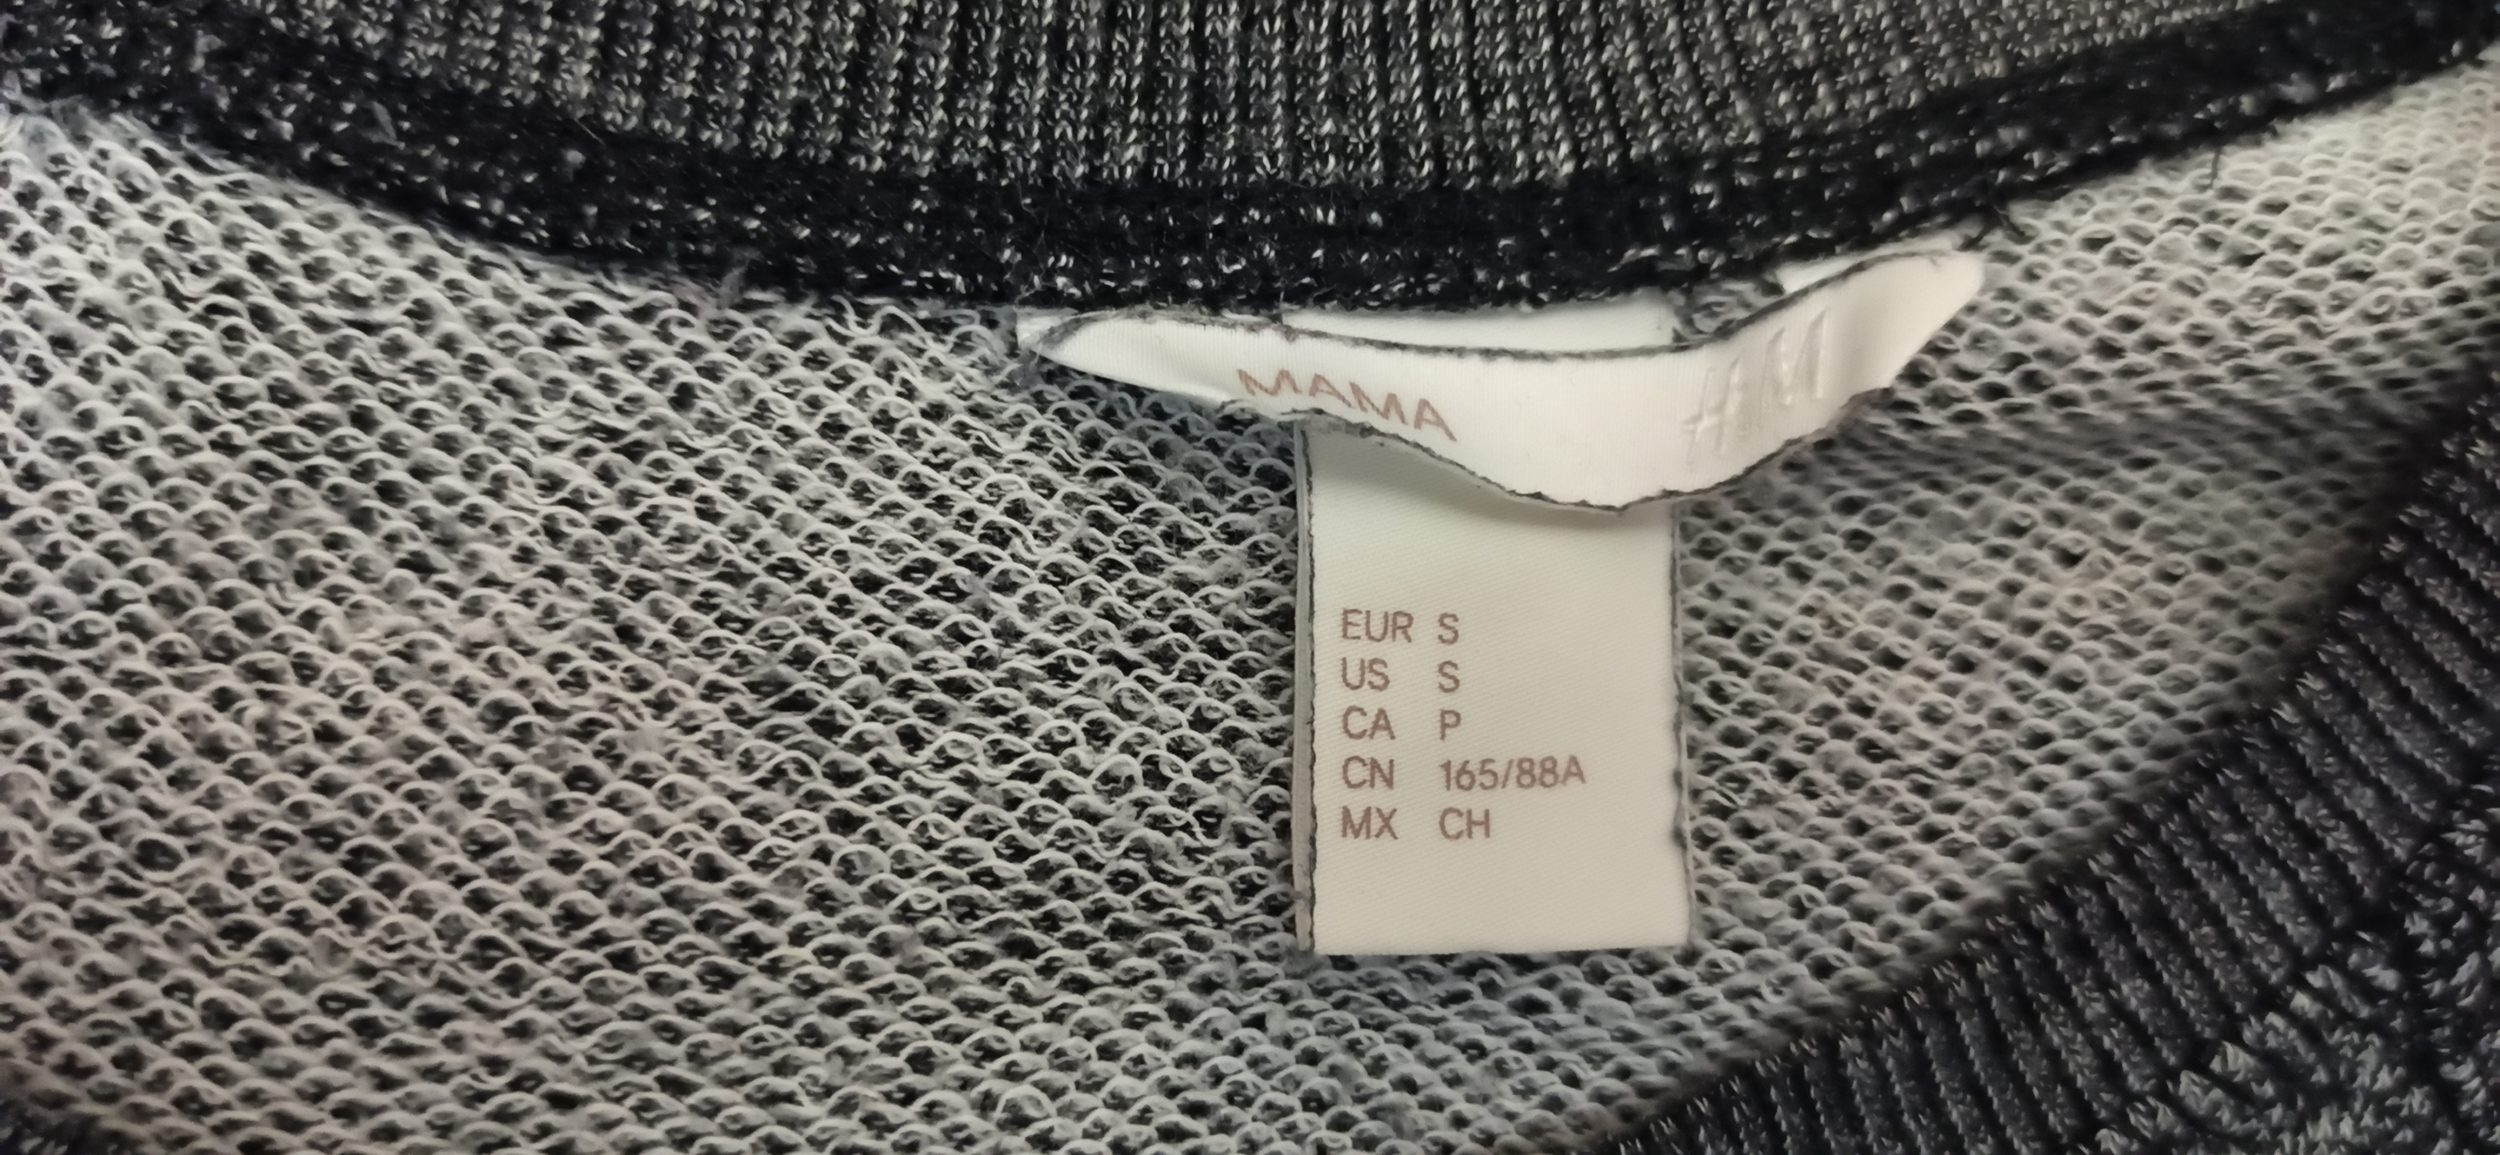 MAMA
H&M
EUR S
US S
CA P
CN 165/88A
MX CH